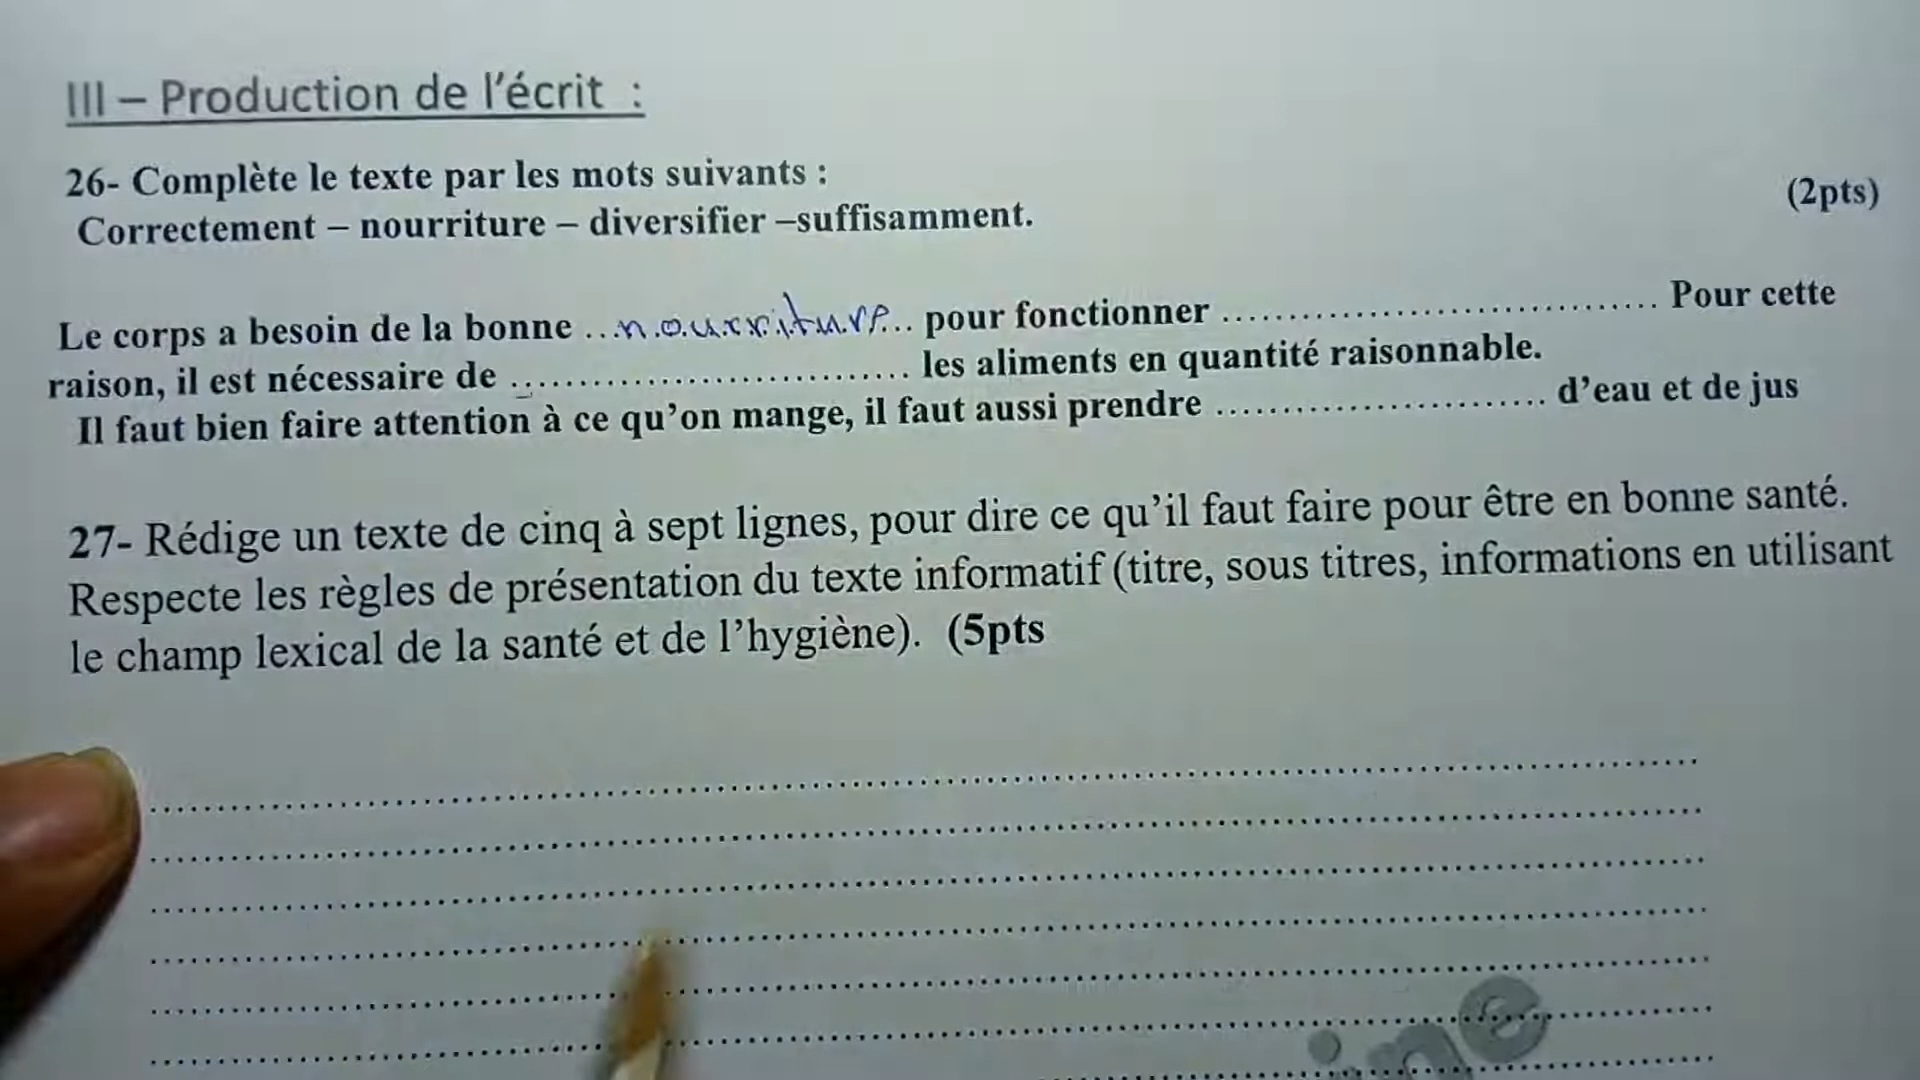 III – Production de l'écrit :
26- Complète le texte par les mots suivants :
(2pts)
Correctement – nourriture – diversifier –suffisamment.
Le corps a besoin de la bonne ...nourriture... pour fonctionner .................................. Pour cette
raison, il est nécessaire de .............................. les aliments en quantité raisonnable.
Il faut bien faire attention à ce qu'on mange, il faut aussi prendre ......................... d'eau et de jus
27- Rédige un texte de cinq à sept lignes, pour dire ce qu'il faut faire pour être en bonne santé.
Respecte les règles de présentation du texte informatif (titre, sous titres, informations en utilisant
le champ lexical de la santé et de l'hygiène). (5pts